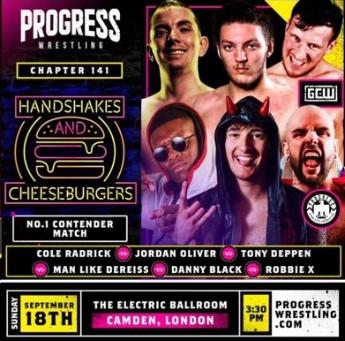 PROGRESS
WRESTLING
CHAPTER 141
HANDSHAKES
AND
CHEESEBURGERS
GCW
NO.1 CONTENDER
MATCH
COLE RADRICK VS JORDAN OLIVER VS TONY DEPPEN
VS MAN LIKE DEREISS VS DANNY BLACK VS ROBBIE X
SUNDAY
SEPTEMBER
18TH
THE ELECTRIC BALLROOM
CAMDEN, LONDON
3:30
PM
PROGRESS
WRESTLING
.COM